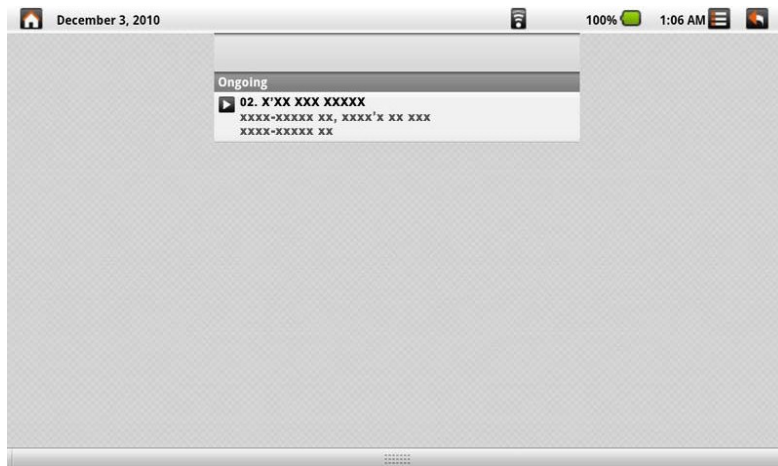 December 3, 2010
100%
1:06 AM
Ongoing
02. X'XX XXX XXXXX
xxxx-xxxxx xx, xxxx'x xx xxx
xxxx-xxxxx xx